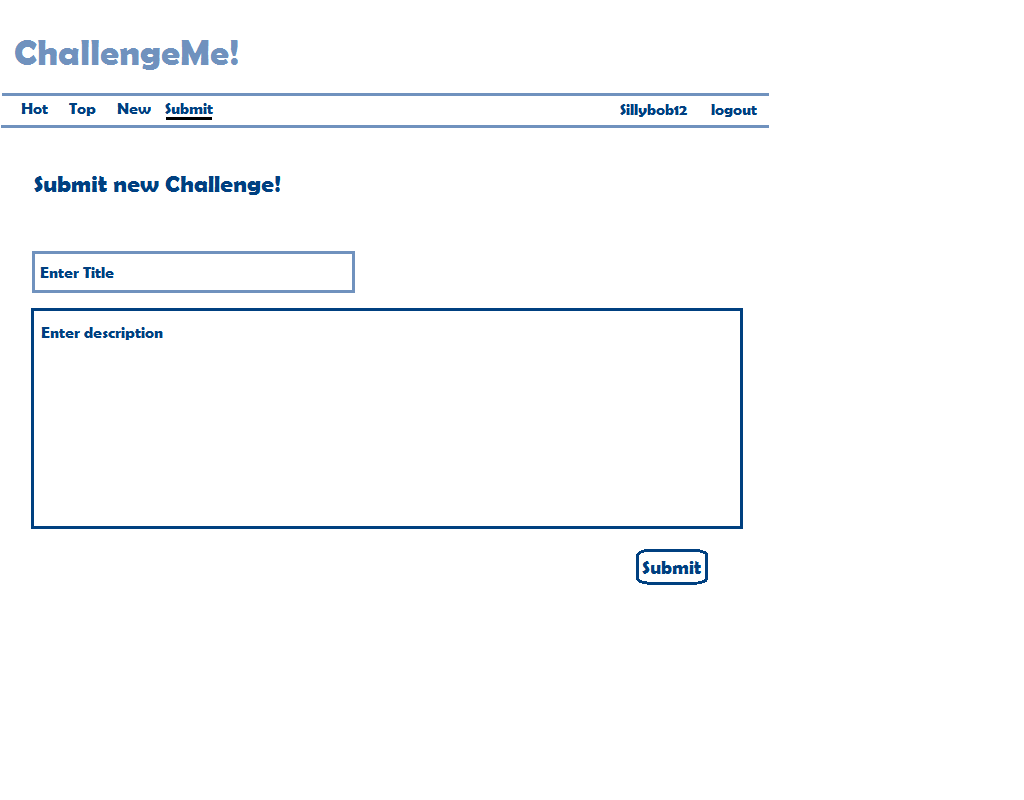 ChallengeMe!
Hot Top New Submit Sillybob12 logout
Submit new Challenge!
Enter Title
Enter description
Submit